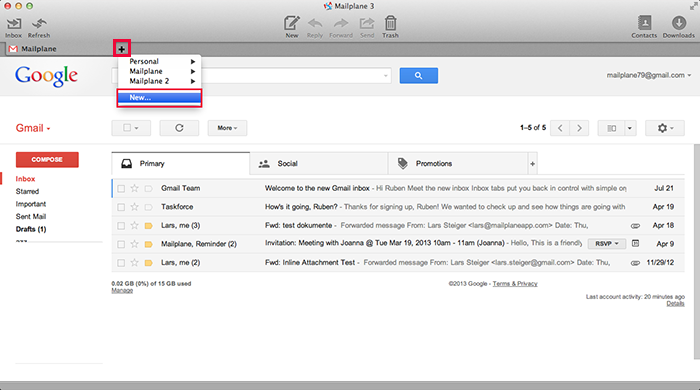 Mailplane 3
Inbox Refresh New Reply Forward Send Trash Contacts Downloads
Mailplane +
Personal
Mailplane
Mailplane 2
New...
Google
mailplane79@gmail.com
Gmail
More
1–5 of 5
COMPOSE
Inbox
Starred
Important
Sent Mail
Drafts (1)
Primary Social Promotions +
Gmail Team Welcome to the new Gmail inbox - Hi Ruben Meet the new inbox Inbox tabs put you back in control with simple or Jul 21
Taskforce How's it going, Ruben? - Thanks for signing up, Ruben! We wanted to check up and see how things are going with Apr 19
Lars, me (3) Fwd: test dokumente - Forwarded message From: Lars Steiger <lars@mailplaneapp.com> Date: Thu, Apr 18
Mailplane, Reminder (2) Invitation: Meeting with Joanna @ Tue Mar 19, 2013 10am - 11am (Joanna) - Hello, This is a friendly RSVP Apr 9
Lars, me (2) Fwd: Inline Attachment Test - Forwarded message From: Lars Steiger <lars.steiger@gmail.com> Date: Thu, 11/29/12
0.02 GB (0%) of 15 GB used
Manage
©2013 Google - Terms & Privacy
Last account activity: 20 minutes ago
Details